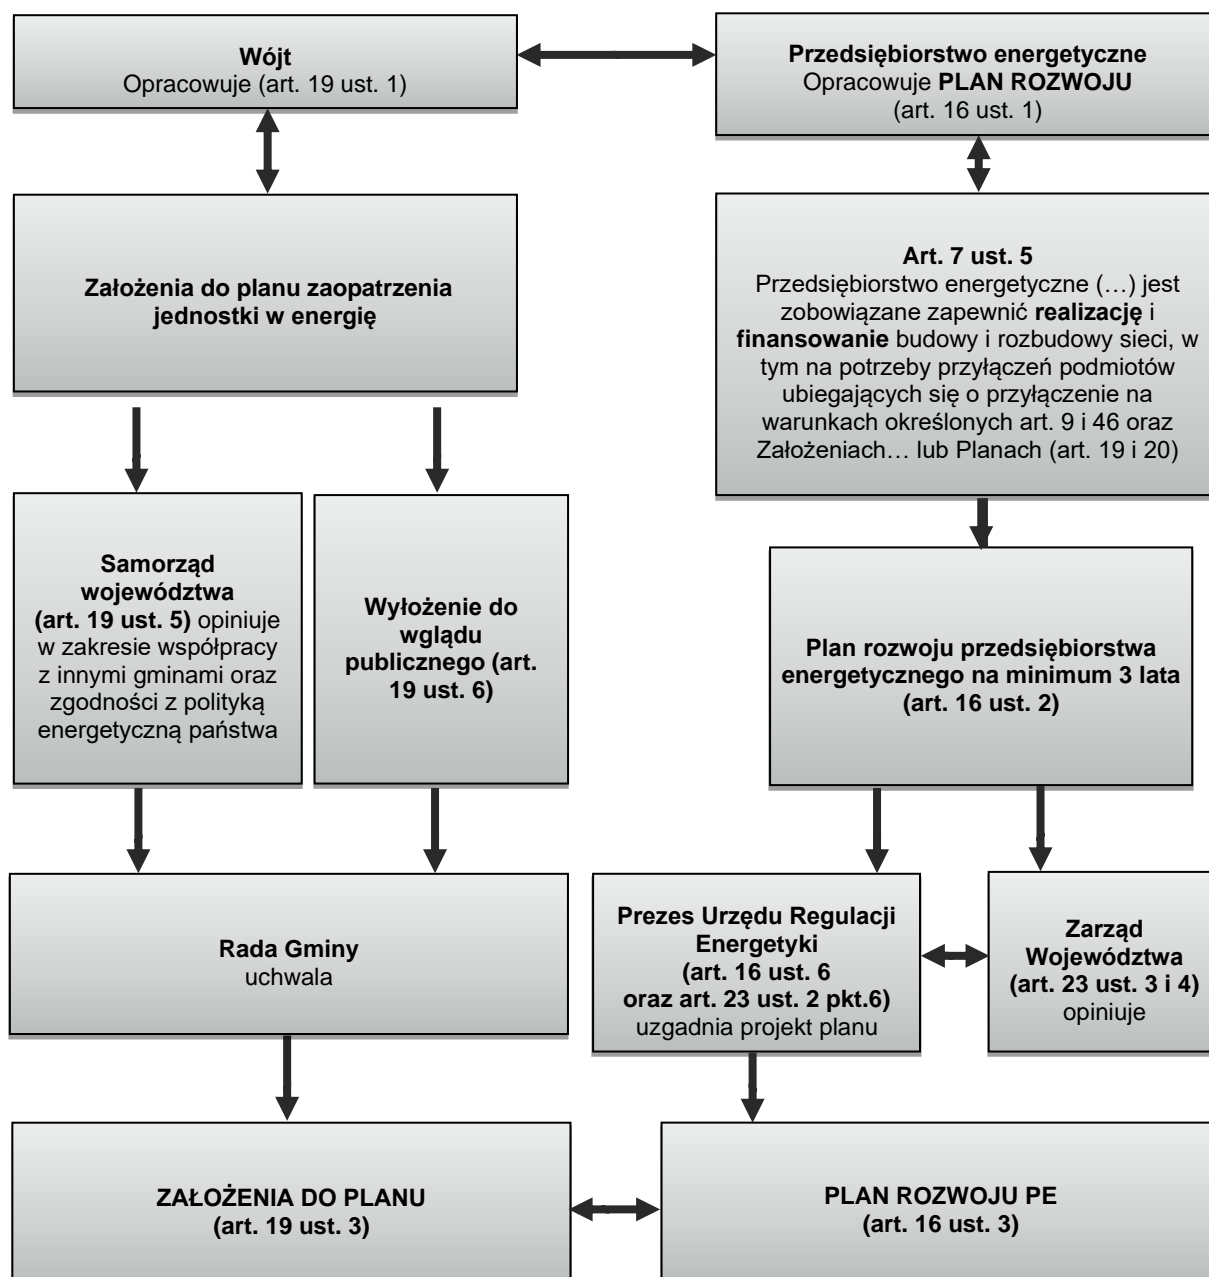 Wójt
Opracowuje (art. 19 ust. 1)
Przedsiębiorstwo energetyczne
Opracowuje PLAN ROZWOJU
(art. 16 ust. 1)
Założenia do planu zaopatrzenia
jednostki w energię
Art. 7 ust. 5
Przedsiębiorstwo energetyczne (…) jest
zobowiązane zapewnić realizację i
finansowanie budowy i rozbudowy sieci, w
tym na potrzeby przyłączeń podmiotów
ubiegających się o przyłączenie na
warunkach określonych art. 9 i 46 oraz
Założeniach… lub Planach (art. 19 i 20)
Samorząd
województwa
(art. 19 ust. 5) opiniuje
w zakresie współpracy
z innymi gminami oraz
zgodności z polityką
energetyczną państwa
Wyłożenie do
wglądu
publicznego (art.
19 ust. 6)
Plan rozwoju przedsiębiorstwa
energetycznego na minimum 3 lata
(art. 16 ust. 2)
Rada Gminy
uchwala
Prezes Urzędu Regulacji
Energetyki
(art. 16 ust. 6
oraz art. 23 ust. 2 pkt.6)
uzgadnia projekt planu
Zarząd
Województwa
(art. 23 ust. 3 i 4)
opiniuje
ZAŁOŻENIA DO PLANU
(art. 19 ust. 3)
PLAN ROZWOJU PE
(art. 16 ust. 3)